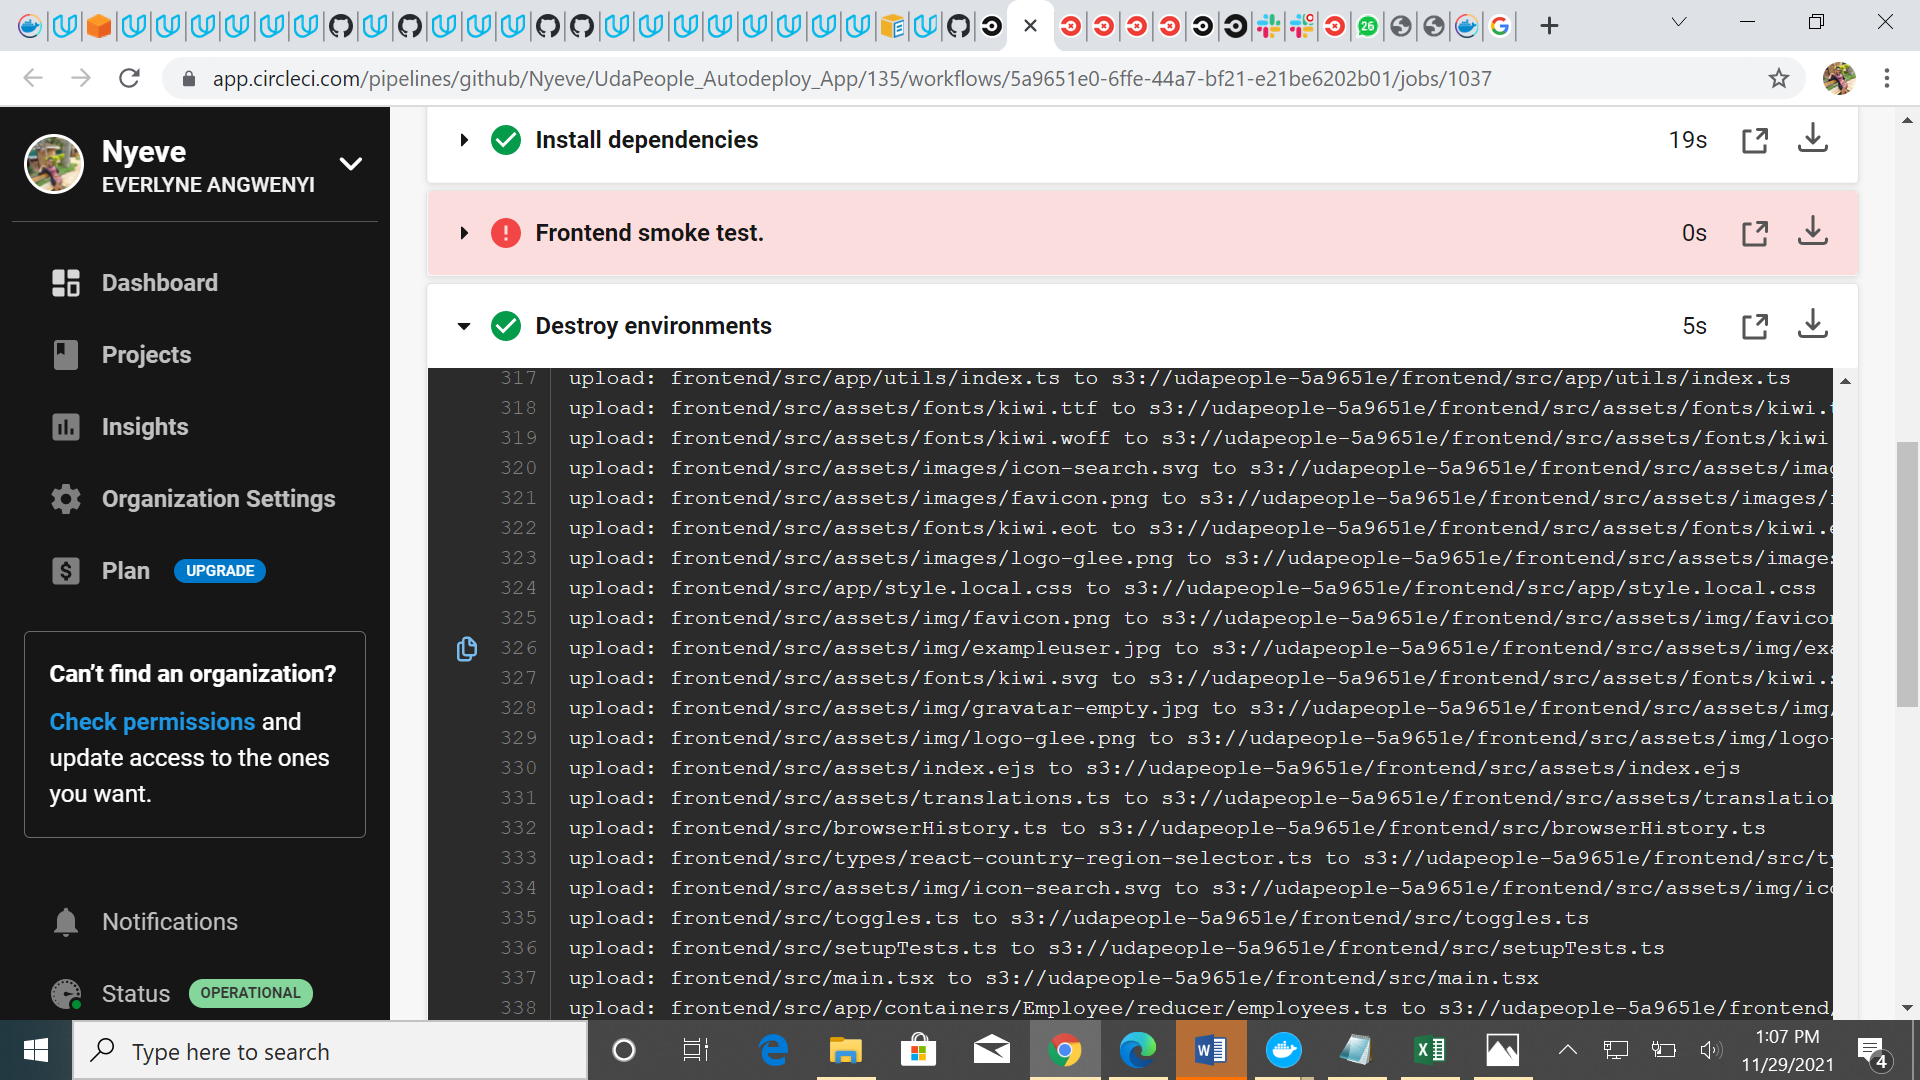 26
app.circleci.com/pipelines/github/Nyeve/UdaPeople_Autodeploy_App/135/workflows/5a9651e0-6ffe-44a7-bf21-e21be6202b01/jobs/1037
Nyeve
EVERLYNE ANGWENYI
Dashboard
Projects
Insights
Organization Settings
Plan UPGRADE
Can't find an organization?
Check permissions and
update access to the ones
you want.
Notifications
Status OPERATIONAL
Install dependencies 19s
Frontend smoke test. 0s
Destroy environments 5s
317 upload: frontend/src/app/utils/index.ts to s3://udapeople-5a9651e/frontend/src/app/utils/index.ts
318 upload: frontend/src/assets/fonts/kiwi.ttf to s3://udapeople-5a9651e/frontend/src/assets/fonts/kiwi.t
319 upload: frontend/src/assets/fonts/kiwi.woff to s3://udapeople-5a9651e/frontend/src/assets/fonts/kiwi
320 upload: frontend/src/assets/images/icon-search.svg to s3://udapeople-5a9651e/frontend/src/assets/imag
321 upload: frontend/src/assets/images/favicon.png to s3://udapeople-5a9651e/frontend/src/assets/images/
322 upload: frontend/src/assets/fonts/kiwi.eot to s3://udapeople-5a9651e/frontend/src/assets/fonts/kiwi.e
323 upload: frontend/src/assets/images/logo-glee.png to s3://udapeople-5a9651e/frontend/src/assets/images
324 upload: frontend/src/app/style.local.css to s3://udapeople-5a9651e/frontend/src/app/style.local.css
325 upload: frontend/src/assets/img/favicon.png to s3://udapeople-5a9651e/frontend/src/assets/img/favicon
326 upload: frontend/src/assets/img/exampleuser.jpg to s3://udapeople-5a9651e/frontend/src/assets/img/exa
327 upload: frontend/src/assets/fonts/kiwi.svg to s3://udapeople-5a9651e/frontend/src/assets/fonts/kiwi.s
328 upload: frontend/src/assets/img/gravatar-empty.jpg to s3://udapeople-5a9651e/frontend/src/assets/img/
329 upload: frontend/src/assets/img/logo-glee.png to s3://udapeople-5a9651e/frontend/src/assets/img/logo-
330 upload: frontend/src/assets/index.ejs to s3://udapeople-5a9651e/frontend/src/assets/index.ejs
331 upload: frontend/src/assets/translations.ts to s3://udapeople-5a9651e/frontend/src/assets/translation
332 upload: frontend/src/browserHistory.ts to s3://udapeople-5a9651e/frontend/src/browserHistory.ts
333 upload: frontend/src/types/react-country-region-selector.ts to s3://udapeople-5a9651e/frontend/src/ty
334 upload: frontend/src/assets/img/icon-search.svg to s3://udapeople-5a9651e/frontend/src/assets/img/ico
335 upload: frontend/src/toggles.ts to s3://udapeople-5a9651e/frontend/src/toggles.ts
336 upload: frontend/src/setupTests.ts to s3://udapeople-5a9651e/frontend/src/setupTests.ts
337 upload: frontend/src/main.tsx to s3://udapeople-5a9651e/frontend/src/main.tsx
338 upload: frontend/src/app/containers/Employee/reducer/employees.ts to s3://udapeople-5a9651e/frontend/
Type here to search
1:07 PM
11/29/2021
4